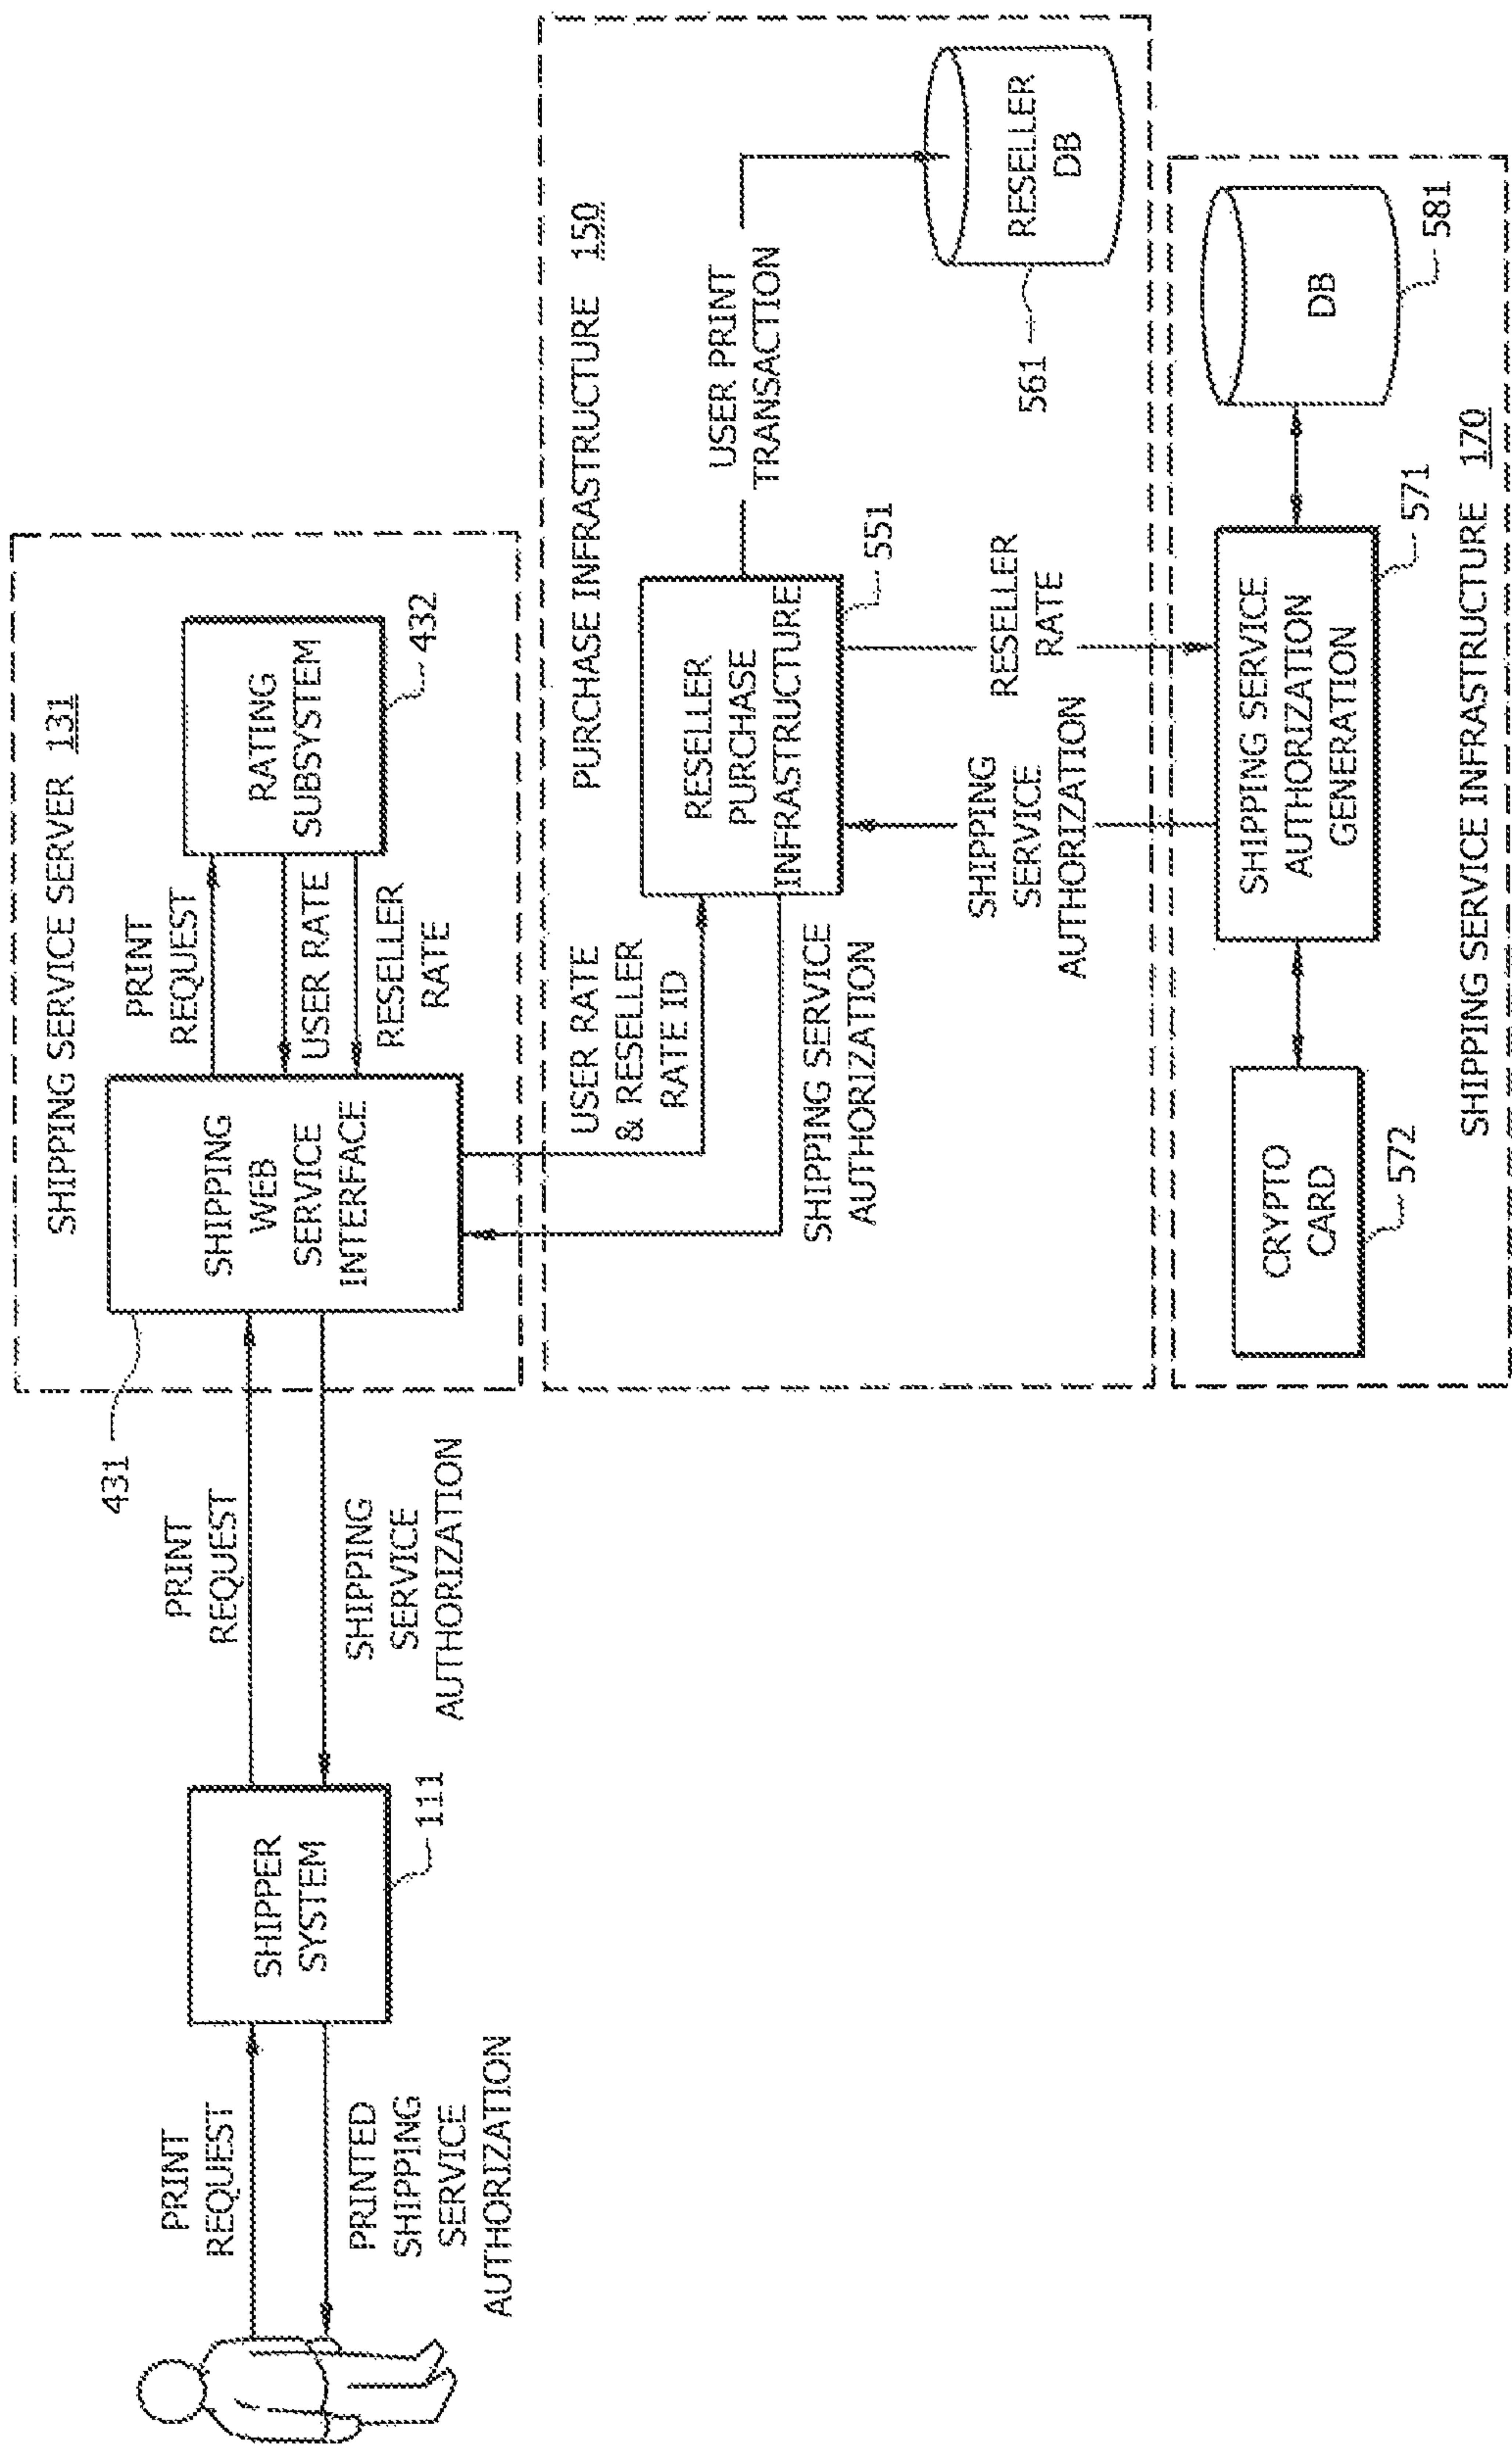 PRINT
REQUEST
PRINTED
SHIPPING
SERVICE
AUTHORIZATION
SHIPPER
SYSTEM
111
PRINT
REQUEST
SHIPPING
SERVICE
AUTHORIZATION
431
SHIPPING SERVICE SERVER 131
SHIPPING
WEB
SERVICE
INTERFACE
PRINT
REQUEST
USER RATE
RESELLER
RATE
RATING
SUBSYSTEM
432
PURCHASE INFRASTRUCTURE 150
USER RATE
& RESELLER
RATE ID
SHIPPING SERVICE
AUTHORIZATION
RESELLER
PURCHASE
INFRASTRUCTURE
551
USER PRINT
TRANSACTION
RESELLER
DB
561
SHIPPING
SERVICE
AUTHORIZATION
RESELLER
RATE
CRYPTO
CARD
572
SHIPPING SERVICE
AUTHORIZATION
GENERATION
571
DB
581
SHIPPING SERVICE INFRASTRUCTURE 170